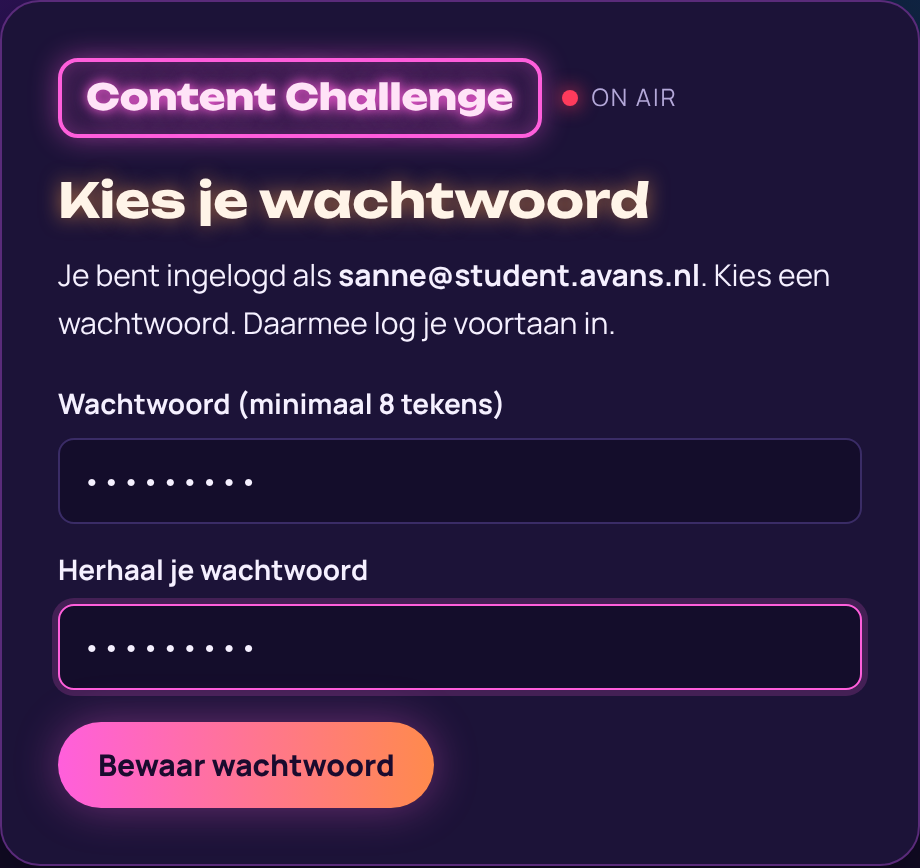 Content Challenge
ON AIR
Kies je wachtwoord
Je bent ingelogd als sanne@student.avans.nl. Kies een
wachtwoord. Daarmee log je voortaan in.
Wachtwoord (minimaal 8 tekens)
•••••••••
Herhaal je wachtwoord
•••••••••
Bewaar wachtwoord